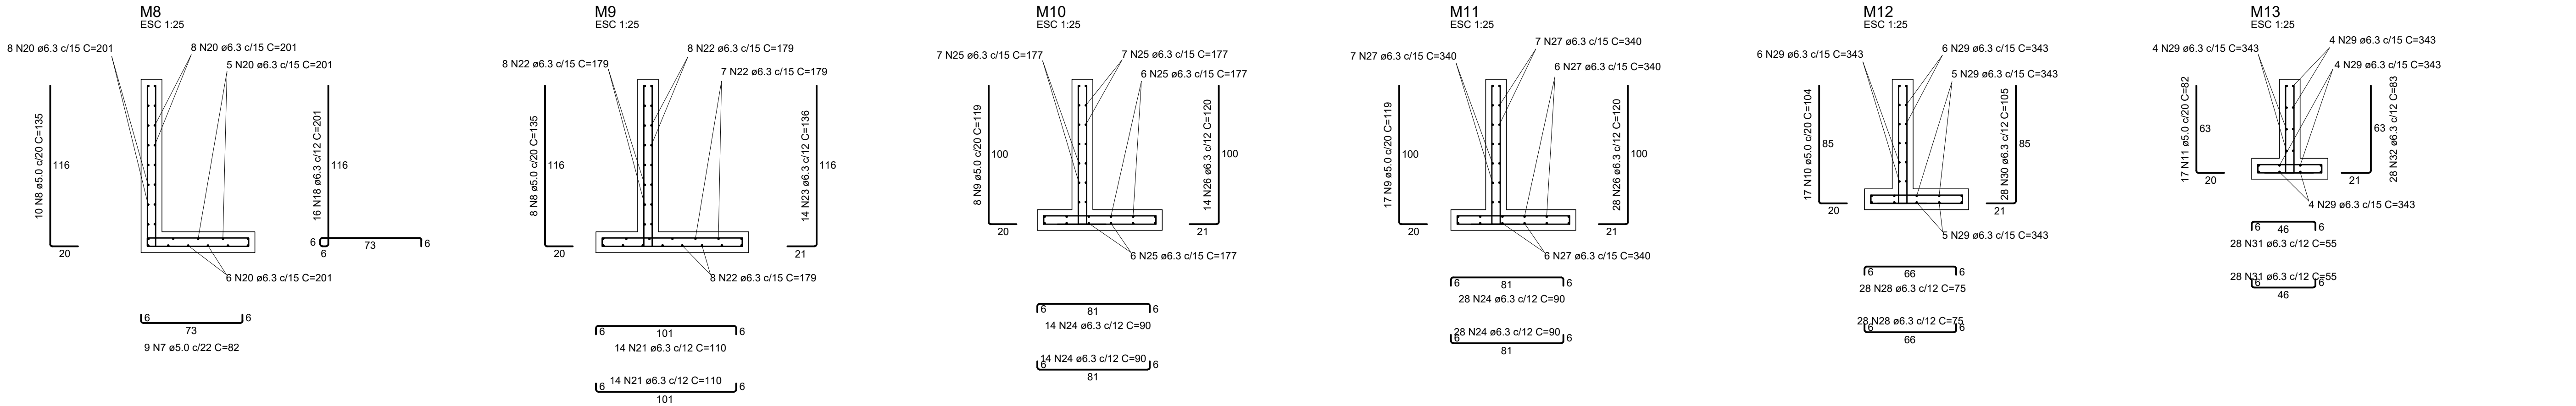 M8
ESC 1:25
8 N20 ø6.3 c/15 C=201
8 N20 ø6.3 c/15 C=201
5 N20 ø6.3 c/15 C=201
10 N8 ø5.0 c/20 C=135
116
20
16 N18 ø6.3 c/12 C=201
116
6
6
73
6
6 N20 ø6.3 c/15 C=201
6
73
6
9 N7 ø5.0 c/22 C=82
M9
ESC 1:25
8 N22 ø6.3 c/15 C=179
8 N22 ø6.3 c/15 C=179
7 N22 ø6.3 c/15 C=179
8 N8 ø5.0 c/20 C=135
116
20
14 N23 ø6.3 c/12 C=136
116
21
8 N22 ø6.3 c/15 C=179
6
101
6
14 N21 ø6.3 c/12 C=110
14 N21 ø6.3 c/12 C=110
6
6
101
M10
ESC 1:25
7 N25 ø6.3 c/15 C=177
7 N25 ø6.3 c/15 C=177
6 N25 ø6.3 c/15 C=177
8 N9 ø5.0 c/20 C=119
100
20
14 N26 ø6.3 c/12 C=120
100
21
6 N25 ø6.3 c/15 C=177
6
81
6
14 N24 ø6.3 c/12 C=90
14 N24 ø6.3 c/12 C=90
6
6
81
M11
ESC 1:25
7 N27 ø6.3 c/15 C=340
7 N27 ø6.3 c/15 C=340
6 N27 ø6.3 c/15 C=340
17 N9 ø5.0 c/20 C=119
100
20
28 N26 ø6.3 c/12 C=120
100
21
6 N27 ø6.3 c/15 C=340
6
81
6
28 N24 ø6.3 c/12 C=90
28 N24 ø6.3 c/12 C=90
6
6
81
M12
ESC 1:25
6 N29 ø6.3 c/15 C=343
6 N29 ø6.3 c/15 C=343
5 N29 ø6.3 c/15 C=343
17 N10 ø5.0 c/20 C=104
85
20
28 N30 ø6.3 c/12 C=105
85
21
5 N29 ø6.3 c/15 C=343
6
66
6
28 N28 ø6.3 c/12 C=75
28 N28 ø6.3 c/12 C=75
6
6
66
M13
ESC 1:25
4 N29 ø6.3 c/15 C=343
4 N29 ø6.3 c/15 C=343
4 N29 ø6.3 c/15 C=343
17 N11 ø5.0 c/20 C=82
63
20
28 N32 ø6.3 c/12 C=83
63
21
4 N29 ø6.3 c/15 C=343
6
46
6
28 N31 ø6.3 c/12 C=55
28 N31 ø6.3 c/12 C=55
6
6
46